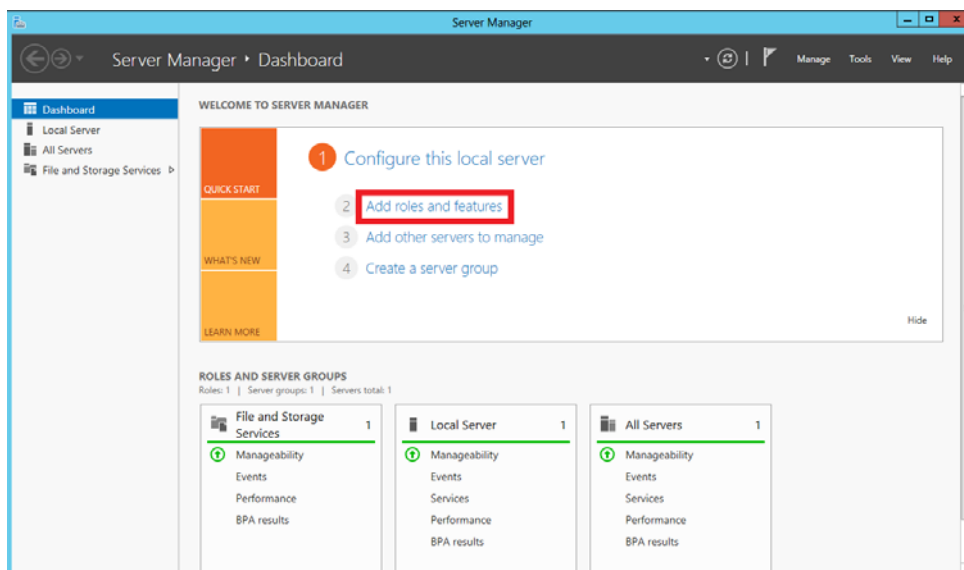 Server Manager
Server Manager • Dashboard
Manage Tools View Help
Dashboard
Local Server
All Servers
File and Storage Services
WELCOME TO SERVER MANAGER
QUICK START
WHAT'S NEW
LEARN MORE
1 Configure this local server
2 Add roles and features
3 Add other servers to manage
4 Create a server group
Hide
ROLES AND SERVER GROUPS
Roles: 1 | Server groups: 1 | Servers total: 1
File and Storage
Services
1
Manageability
Events
Performance
BPA results
Local Server 1
Manageability
Events
Services
Performance
BPA results
All Servers 1
Manageability
Events
Services
Performance
BPA results